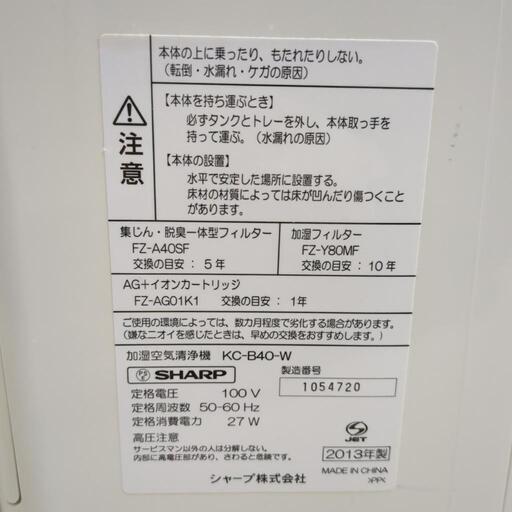 本体の上に乗ったり、もたれたりしない。
（転倒・水漏れ・ケガの原因）
注意
【本体を持ち運ぶとき】
必ずタンクとトレーを外し、本体取っ手を
持って運ぶ。（水漏れの原因）
【本体の設置】
水平で安定した場所に設置する。
床材の材質によっては床が凹んだり傷つくこと
があります。
集じん・脱臭一体型フィルター
FZ-A40SF
交換の目安：5年
加湿フィルター
FZ-Y80MF
交換の目安：10年
AG+イオンカートリッジ
FZ-AG01K1 交換の目安：1年
ご使用の環境によっては、数カ月程度で劣化する場合があります。
（嫌なニオイを感じたときは、早めの交換をおすすめします）
加湿空気清浄機 KC-B40-W
PS E SHARP
製造番号
1054720
定格電圧 100 V
定格周波数 50-60 Hz
定格消費電力 27 W
高圧注意
サービスマン以外の人は分解しない。
内部に高電圧部があり、さわると危険です。
JET
2013年製
MADE IN CHINA
>PP<
シャープ株式会社